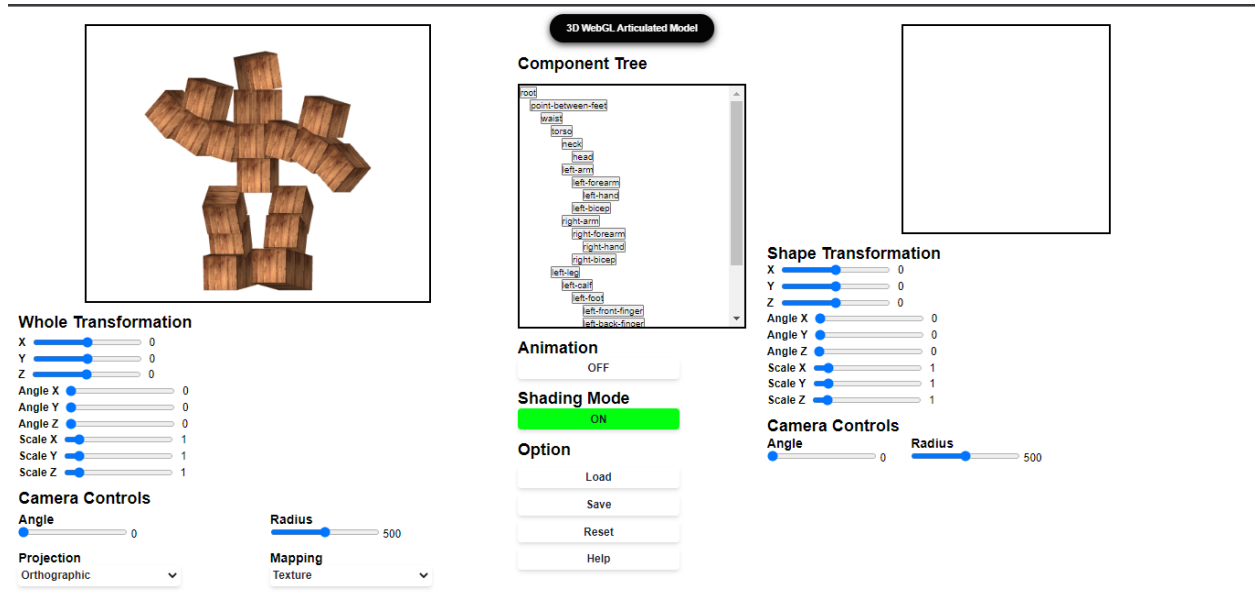 3D WebGL Articulated Model
Component Tree
root
point-between-feet
waist
torso
neck
head
left-arm
left-forearm
left-hand
left-bicep
right-arm
right-forearm
right-hand
right-bicep
left-leg
left-calf
left-foot
left-front-finger
left-back-finger
Whole Transformation
X 0
Y 0
Z 0
Angle X 0
Angle Y 0
Angle Z 0
Scale X 1
Scale Y 1
Scale Z 1
Camera Controls
Angle Radius
0 500
Projection Mapping
Orthographic Texture
Animation
OFF
Shading Mode
ON
Option
Load
Save
Reset
Help
Shape Transformation
X 0
Y 0
Z 0
Angle X 0
Angle Y 0
Angle Z 0
Scale X 1
Scale Y 1
Scale Z 1
Camera Controls
Angle Radius
0 500